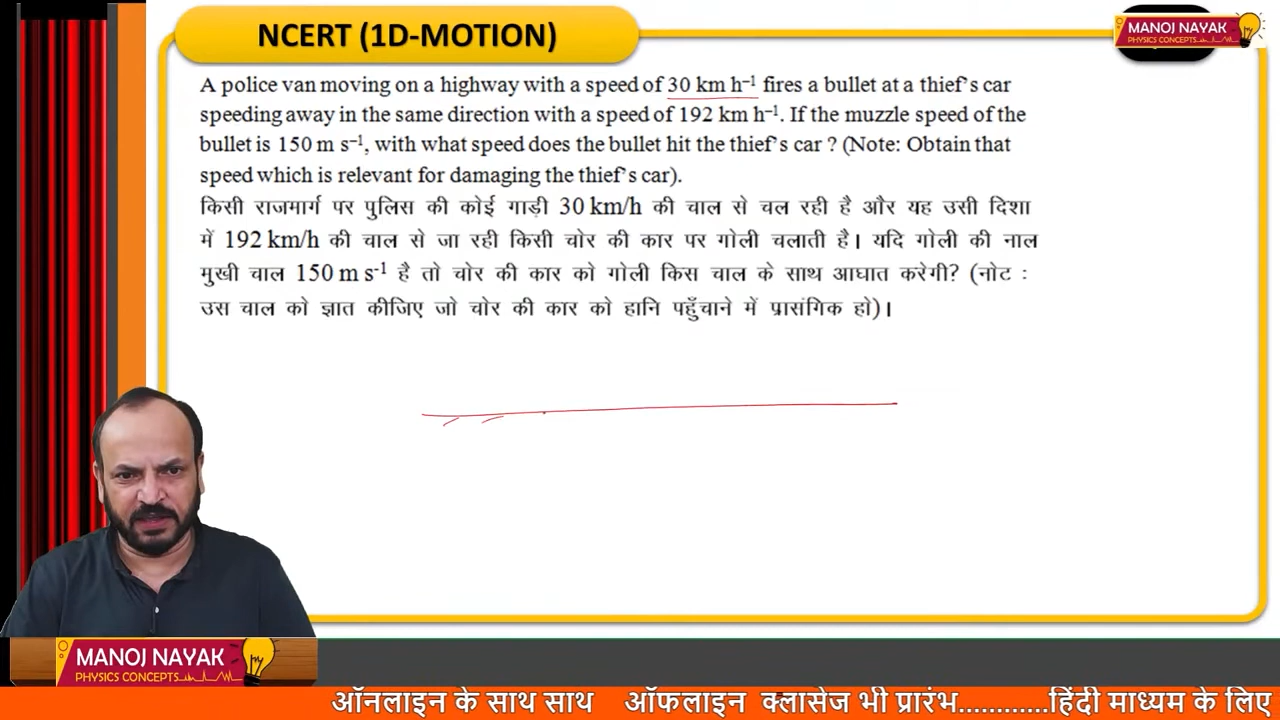 NCERT (1D-MOTION)
MANOJ NAYAK
PHYSICS CONCEPTS
A police van moving on a highway with a speed of 30 km h⁻¹ fires a bullet at a thief's car
speeding away in the same direction with a speed of 192 km h⁻¹. If the muzzle speed of the
bullet is 150 m s⁻¹, with what speed does the bullet hit the thief's car ? (Note: Obtain that
speed which is relevant for damaging the thief's car).
किसी राजमार्ग पर पुलिस की कोई गाड़ी 30 km/h की चाल से चल रही है और यह उसी दिशा
में 192 km/h की चाल से जा रही किसी चोर की कार पर गोली चलाती है। यदि गोली की नाल
मुखी चाल 150 m s⁻¹ है तो चोर की कार को गोली किस चाल के साथ आघात करेगी? (नोट :
उस चाल को ज्ञात कीजिए जो चोर की कार को हानि पहुँचाने में प्रासंगिक हो)।
MANOJ NAYAK
PHYSICS CONCEPTS
ऑनलाइन के साथ साथ ऑफलाइन क्लासेज भी प्रारंभ............हिंदी माध्यम के लिए